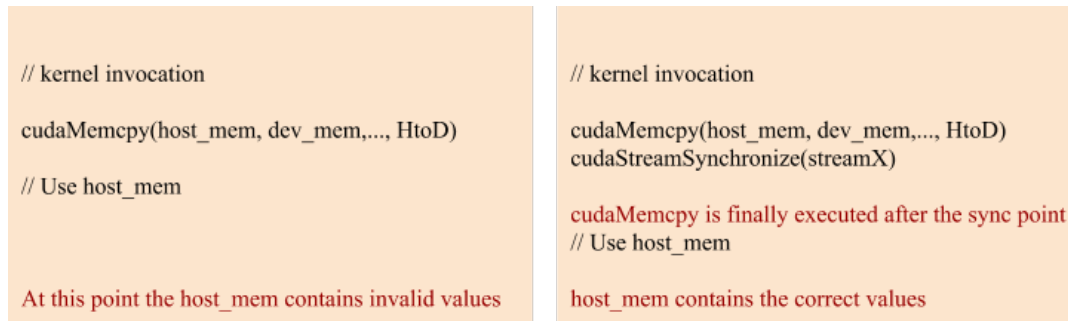 // kernel invocation
cudaMemcpy(host_mem, dev_mem,..., HtoD)
// Use host_mem
At this point the host_mem contains invalid values
// kernel invocation
cudaMemcpy(host_mem, dev_mem,..., HtoD)
cudaStreamSynchronize(streamX)
cudaMemcpy is finally executed after the sync point
// Use host_mem
host_mem contains the correct values